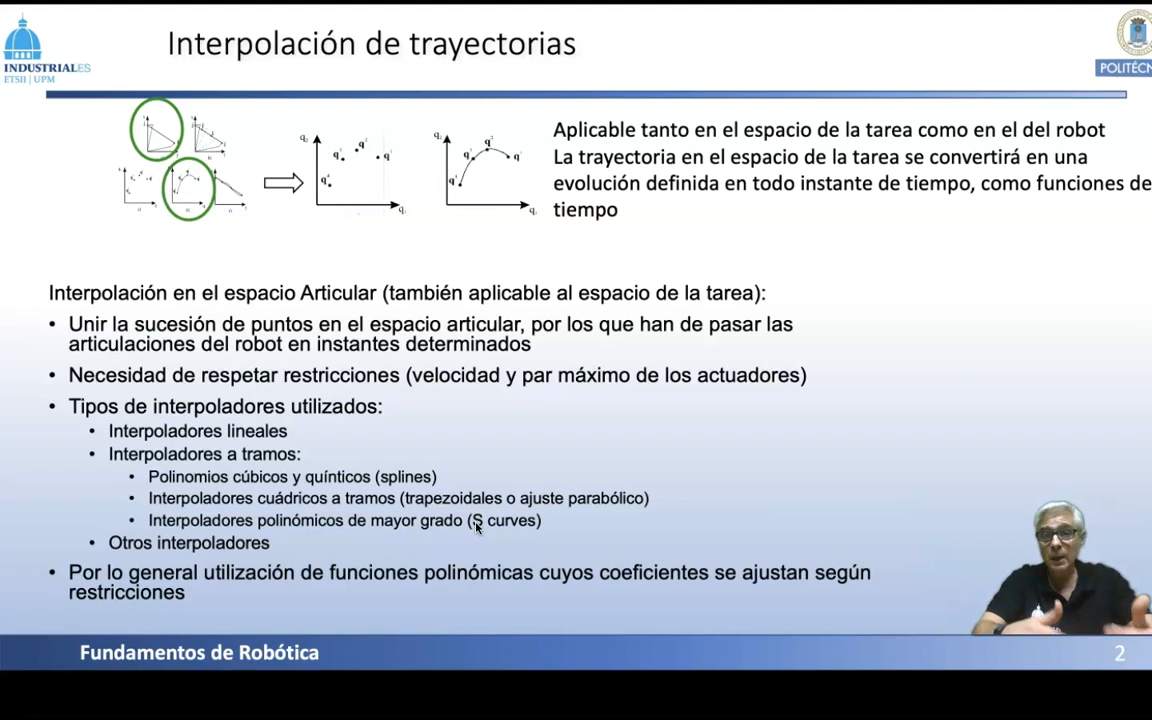 Interpolación de trayectorias
INDUSTRIALES
ETSII | UPM
POLITÉCN
Aplicable tanto en el espacio de la tarea como en el del robot
La trayectoria en el espacio de la tarea se convertirá en una
evolución definida en todo instante de tiempo, como funciones de
tiempo
Interpolación en el espacio Articular (también aplicable al espacio de la tarea):
• Unir la sucesión de puntos en el espacio articular, por los que han de pasar las
articulaciones del robot en instantes determinados
• Necesidad de respetar restricciones (velocidad y par máximo de los actuadores)
• Tipos de interpoladores utilizados:
• Interpoladores lineales
• Interpoladores a tramos:
• Polinomios cúbicos y quínticos (splines)
• Interpoladores cuádricos a tramos (trapezoidales o ajuste parabólico)
• Interpoladores polinómicos de mayor grado (S curves)
• Otros interpoladores
• Por lo general utilización de funciones polinómicas cuyos coeficientes se ajustan según
restricciones
Fundamentos de Robótica
2